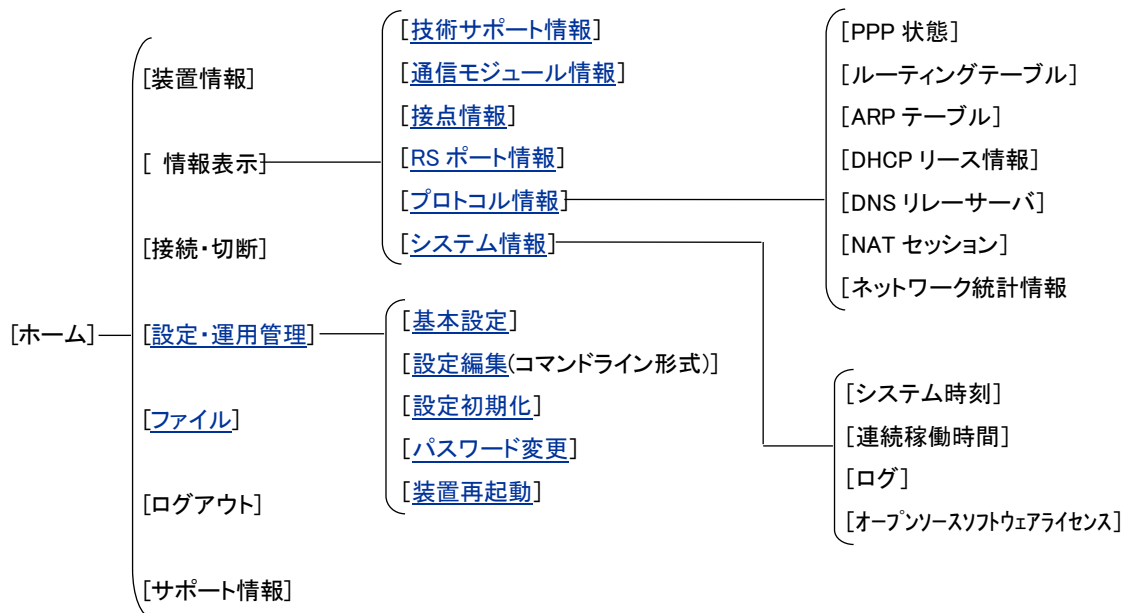 [ホーム]
[装置情報]
[ 情報表示]
[接続・切断]
[設定・運用管理]
[ファイル]
[ログアウト]
[サポート情報]
[技術サポート情報]
[通信モジュール情報]
[接点情報]
[RS ポート情報]
[プロトコル情報]
[システム情報]
[基本設定]
[設定編集(コマンドライン形式)]
[設定初期化]
[パスワード変更]
[装置再起動]
[PPP 状態]
[ルーティングテーブル]
[ARP テーブル]
[DHCP リース情報]
[DNS リレーサーバ]
[NAT セッション]
[ネットワーク統計情報
[システム時刻]
[連続稼働時間]
[ログ]
[オープンソースソフトウェアライセンス]